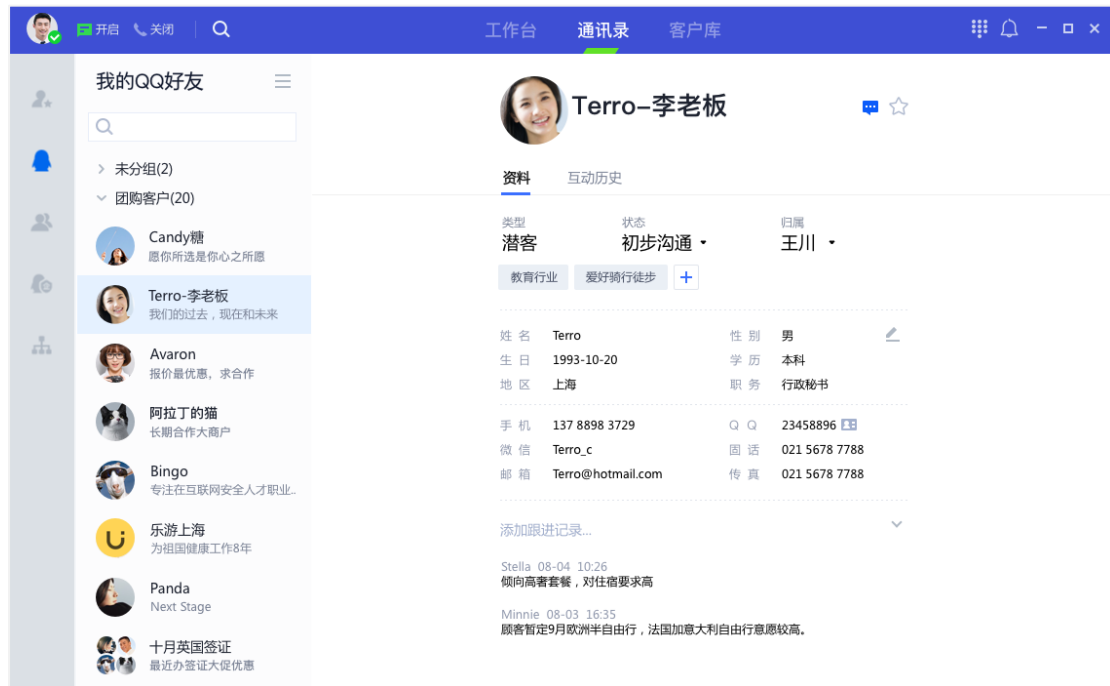 开启 关闭 工作台 通讯录 客户库
我的QQ好友
未分组(2)
团购客户(20)
Candy糖
愿你所选是你心之所愿
Terro-李老板
我们的过去，现在和未来
Avaron
报价最优惠，求合作
阿拉丁的猫
长期合作大商户
Bingo
专注在互联网安全人才职业..
乐游上海
为祖国健康工作8年
Panda
Next Stage
十月英国签证
最近办签证大促优惠
Terro-李老板
资料 互动历史
类型 状态 归属
潜客 初步沟通 王川
教育行业 爱好骑行徒步 +
姓 名 Terro 性 别 男
生 日 1993-10-20 学 历 本科
地 区 上海 职 务 行政秘书
手 机 137 8898 3729 Q Q 23458896
微 信 Terro_c 固 话 021 5678 7788
邮 箱 Terro@hotmail.com 传 真 021 5678 7788
添加跟进记录...
Stella 08-04 10:26
倾向高奢套餐，对住宿要求高
Minnie 08-03 16:35
顾客暂定9月欧洲半自由行，法国加意大利自由行意愿较高。